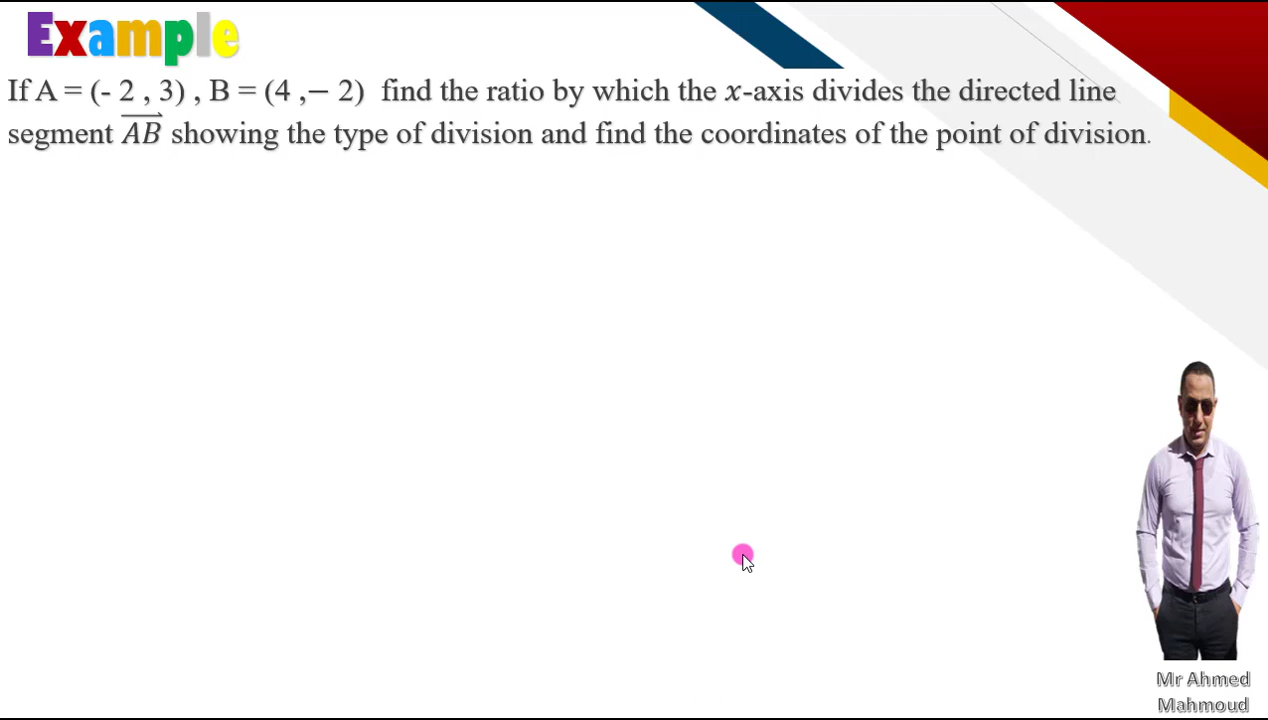 Example
If A = (- 2 , 3) , B = (4 ,− 2) find the ratio by which the 𝑥-axis divides the directed line
segment \overrightarrow{AB} showing the type of division and find the coordinates of the point of division.
Mr Ahmed
Mahmoud